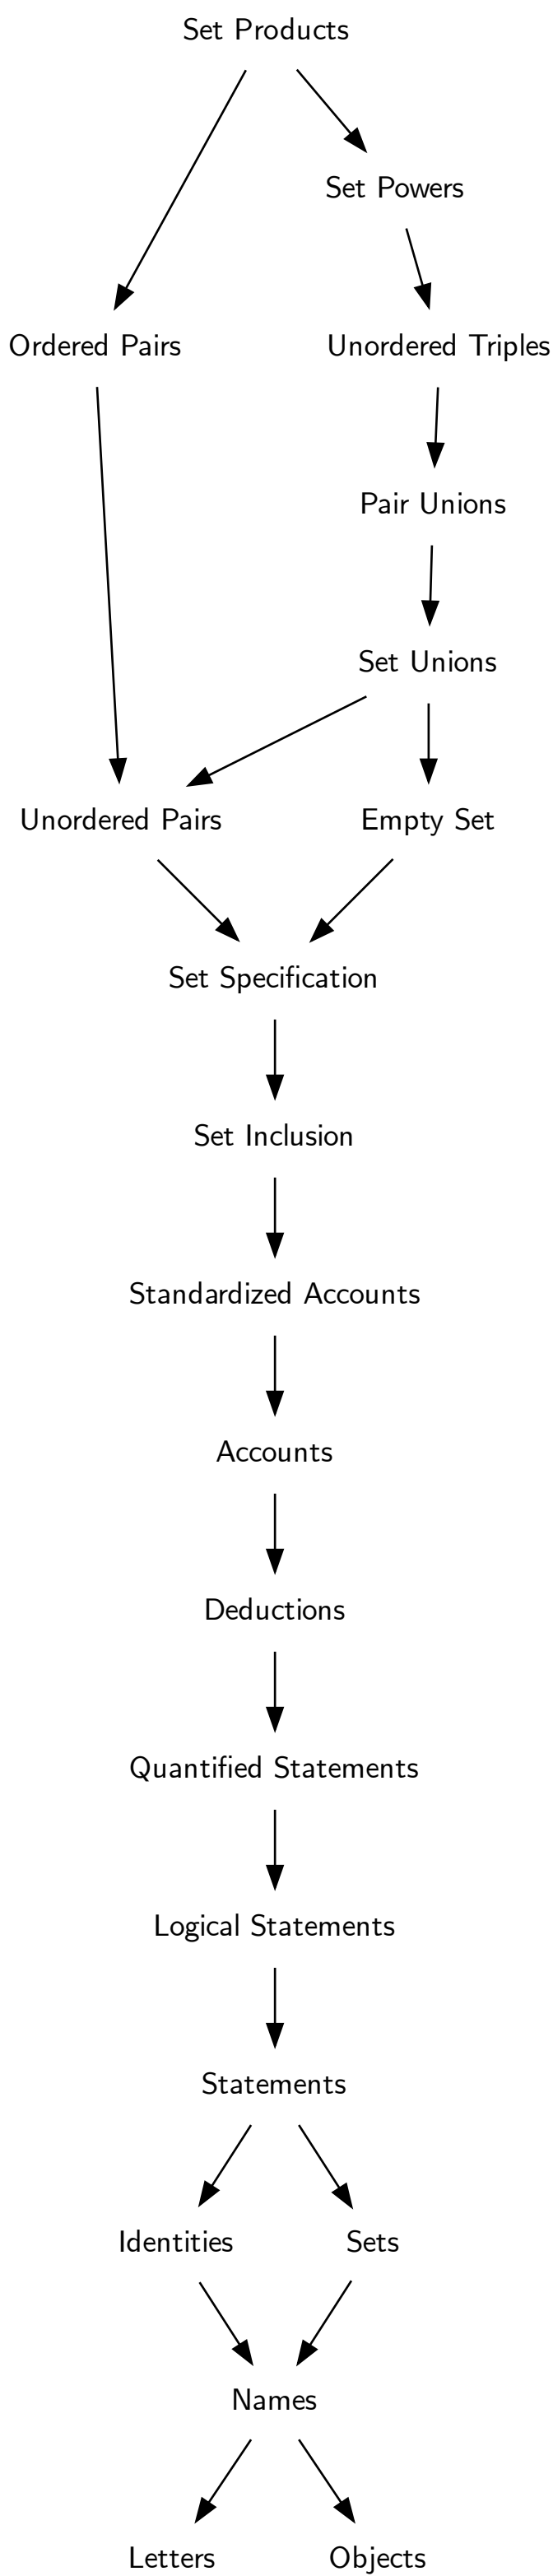 Set Products
Set Powers
Ordered Pairs
Unordered Triples
Pair Unions
Set Unions
Unordered Pairs
Empty Set
Set Specification
Set Inclusion
Standardized Accounts
Accounts
Deductions
Quantified Statements
Logical Statements
Statements
Identities
Sets
Names
Letters
Objects